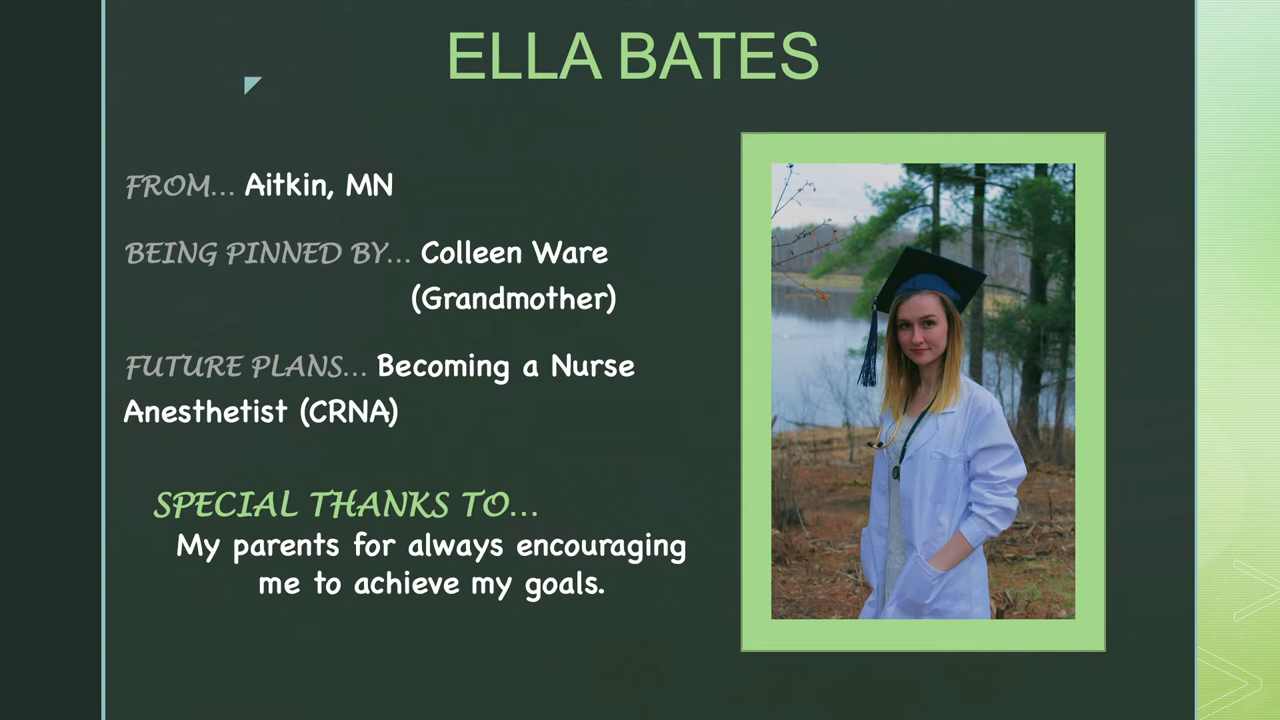 ELLA BATES
FROM... Aitkin, MN
BEING PINNED BY... Colleen Ware
(Grandmother)
FUTURE PLANS... Becoming a Nurse
Anesthetist (CRNA)
SPECIAL THANKS TO...
My parents for always encouraging
me to achieve my goals.